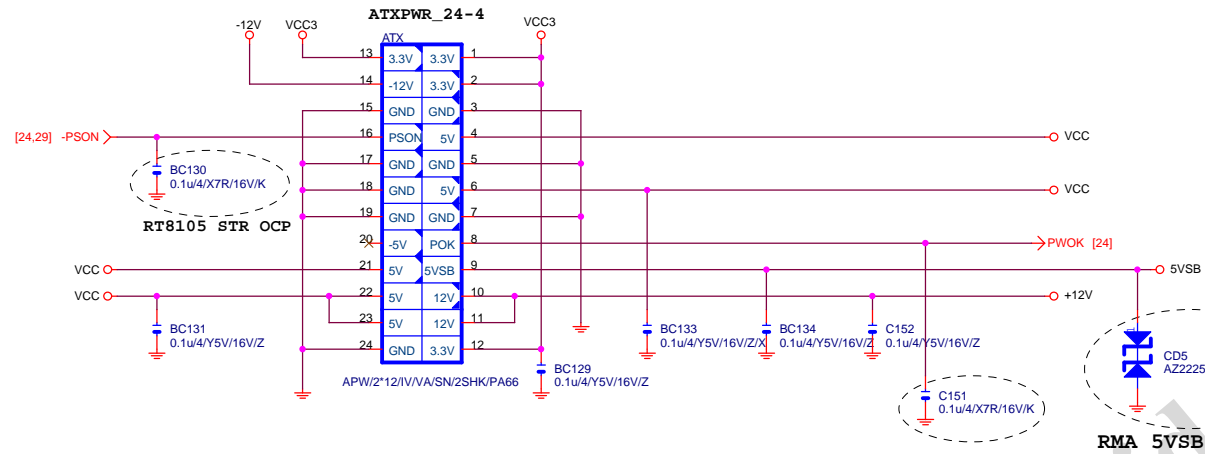 ATXPWR_24-4
-12V VCC3 VCC3
ATX
13 3.3V 3.3V 1
14 -12V 3.3V 2
15 GND GND 3
[24,29] -PSON 16 PSON 5V 4 VCC
17 GND GND 5
BC130
0.1u/4/X7R/16V/K
18 GND 5V 6 VCC
19 GND GND 7
RT8105 STR OCP
20 -5V POK 8 PWOK [24]
VCC 21 5V 5VSB 9 5VSB
VCC 22 5V 12V 10 +12V
23 5V 12V 11
BC131
0.1u/4/Y5V/16V/Z
BC133
0.1u/4/Y5V/16V/Z/X
BC134
0.1u/4/Y5V/16V/Z
C152
0.1u/4/Y5V/16V/Z
1
CD5
AZ2225
24 GND 3.3V 12
BC129
0.1u/4/Y5V/16V/Z
APW/2*12/IV/VA/SN/2SHK/PA66
C151
0.1u/4/X7R/16V/K
RMA 5VSB